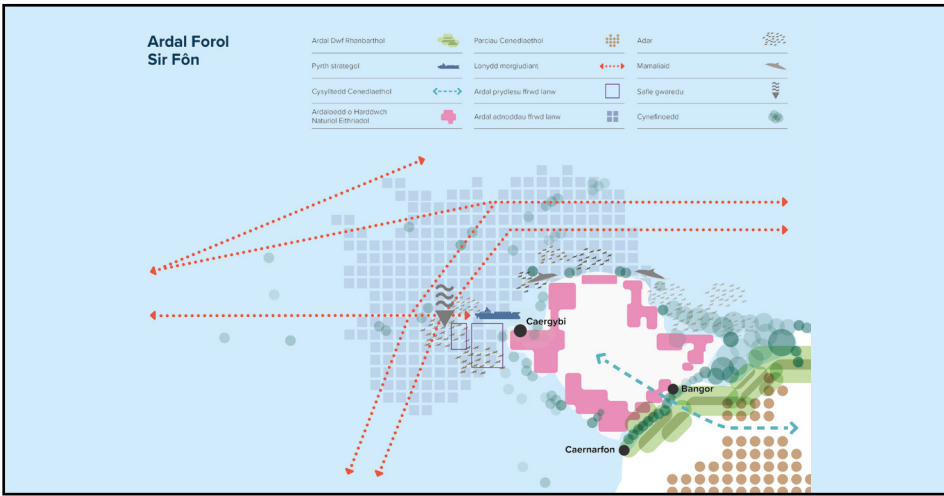 Ardal Forol
Sir Fôn
Ardal Dwf Rhanbarthol
Parciau Cenedlaethol
Adar
Pyrth strategol
Lonydd morgludiant
Mamaliaid
Cysylltedd Cenedlaethol
Ardal prydlesu ffrwd lanw
Safle gwaredu
Ardaloedd o Harddwch
Naturiol Eithriadol
Ardal adnoddau ffrwd lanw
Cynefinoedd
Caergybi
Bangor
Caernarfon